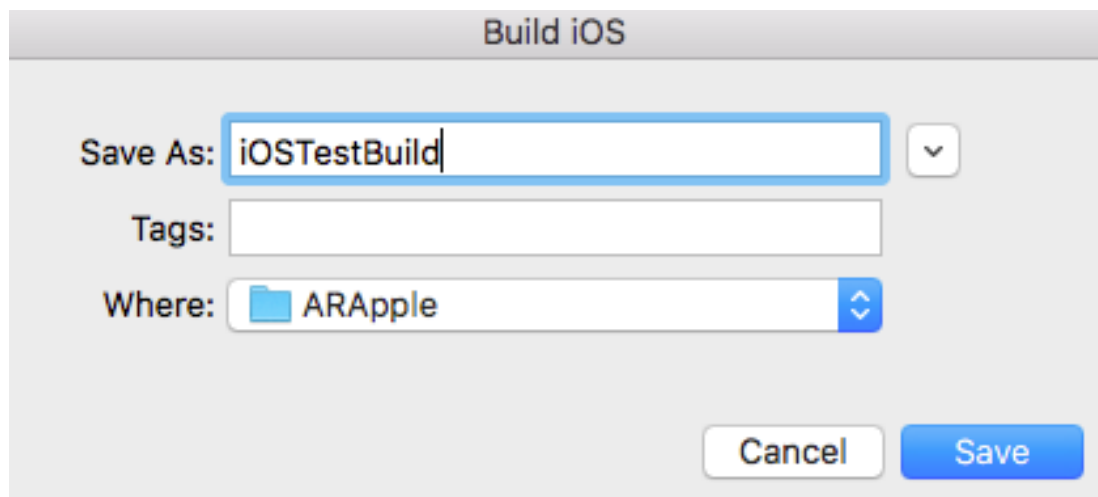 Build iOS
Save As: iOSTestBuild
Tags:
Where: ARApple
Cancel Save